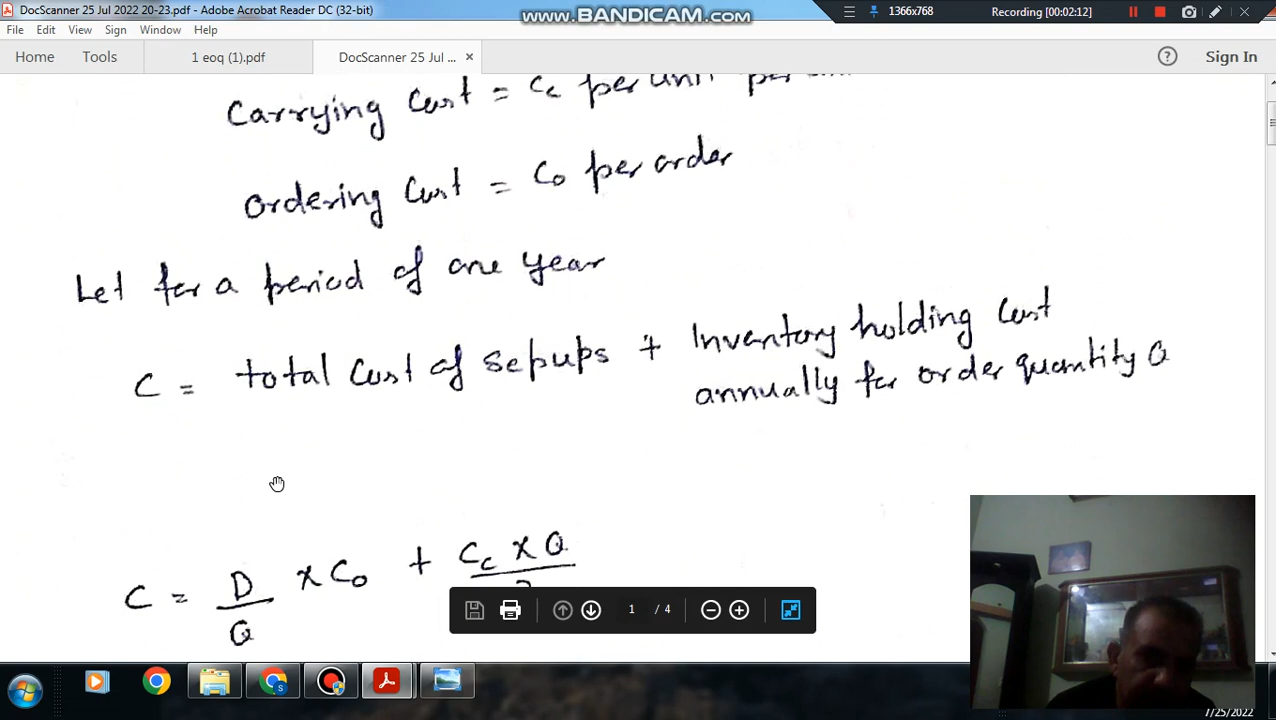 DocScanner 25 Jul 2022 20-23.pdf - Adobe Acrobat Reader DC (32-bit)
www.BANDICAM.com
1366x768
Recording [00:02:12]
File Edit View Sign Window Help
Home Tools 1 eoq (1).pdf DocScanner 25 Jul ... × Sign In
Carrying Cost = Cc per unit per
Ordering Cost = Co per order
Let for a period of one year
C = total cost of sepups + Inventory holding cost
annually for order quantity Q
C = D/Q x Co + Cc x Q
1 / 4
7/25/2022